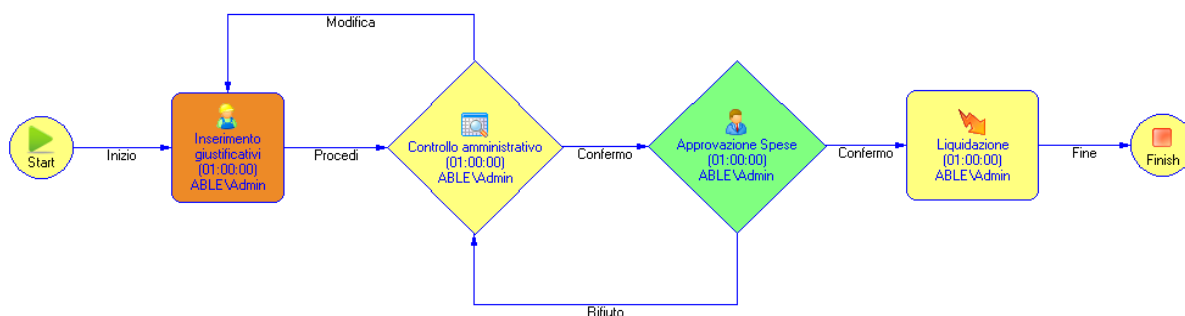 Modifica
Start
Inizio
Inserimento
giustificativi
(01:00:00)
ABLE\Admin
Procedi
Controllo amministrativo
(01:00:00)
ABLE\Admin
Confermo
Approvazione Spese
(01:00:00)
ABLE\Admin
Confermo
Liquidazione
(01:00:00)
ABLE\Admin
Fine
Finish
Rifiuto